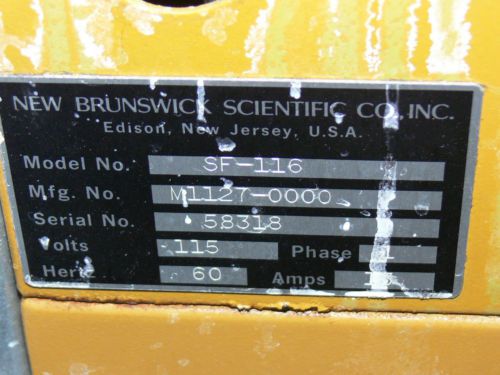 NEW BRUNSWICK SCIENTIFIC CO., INC.
Edison, New Jersey, U.S.A.
Model No. SF-116
Mfg. No. M1127-0000
Serial No. 58318
Volts 115 Phase 1
Hertz 60 Amps